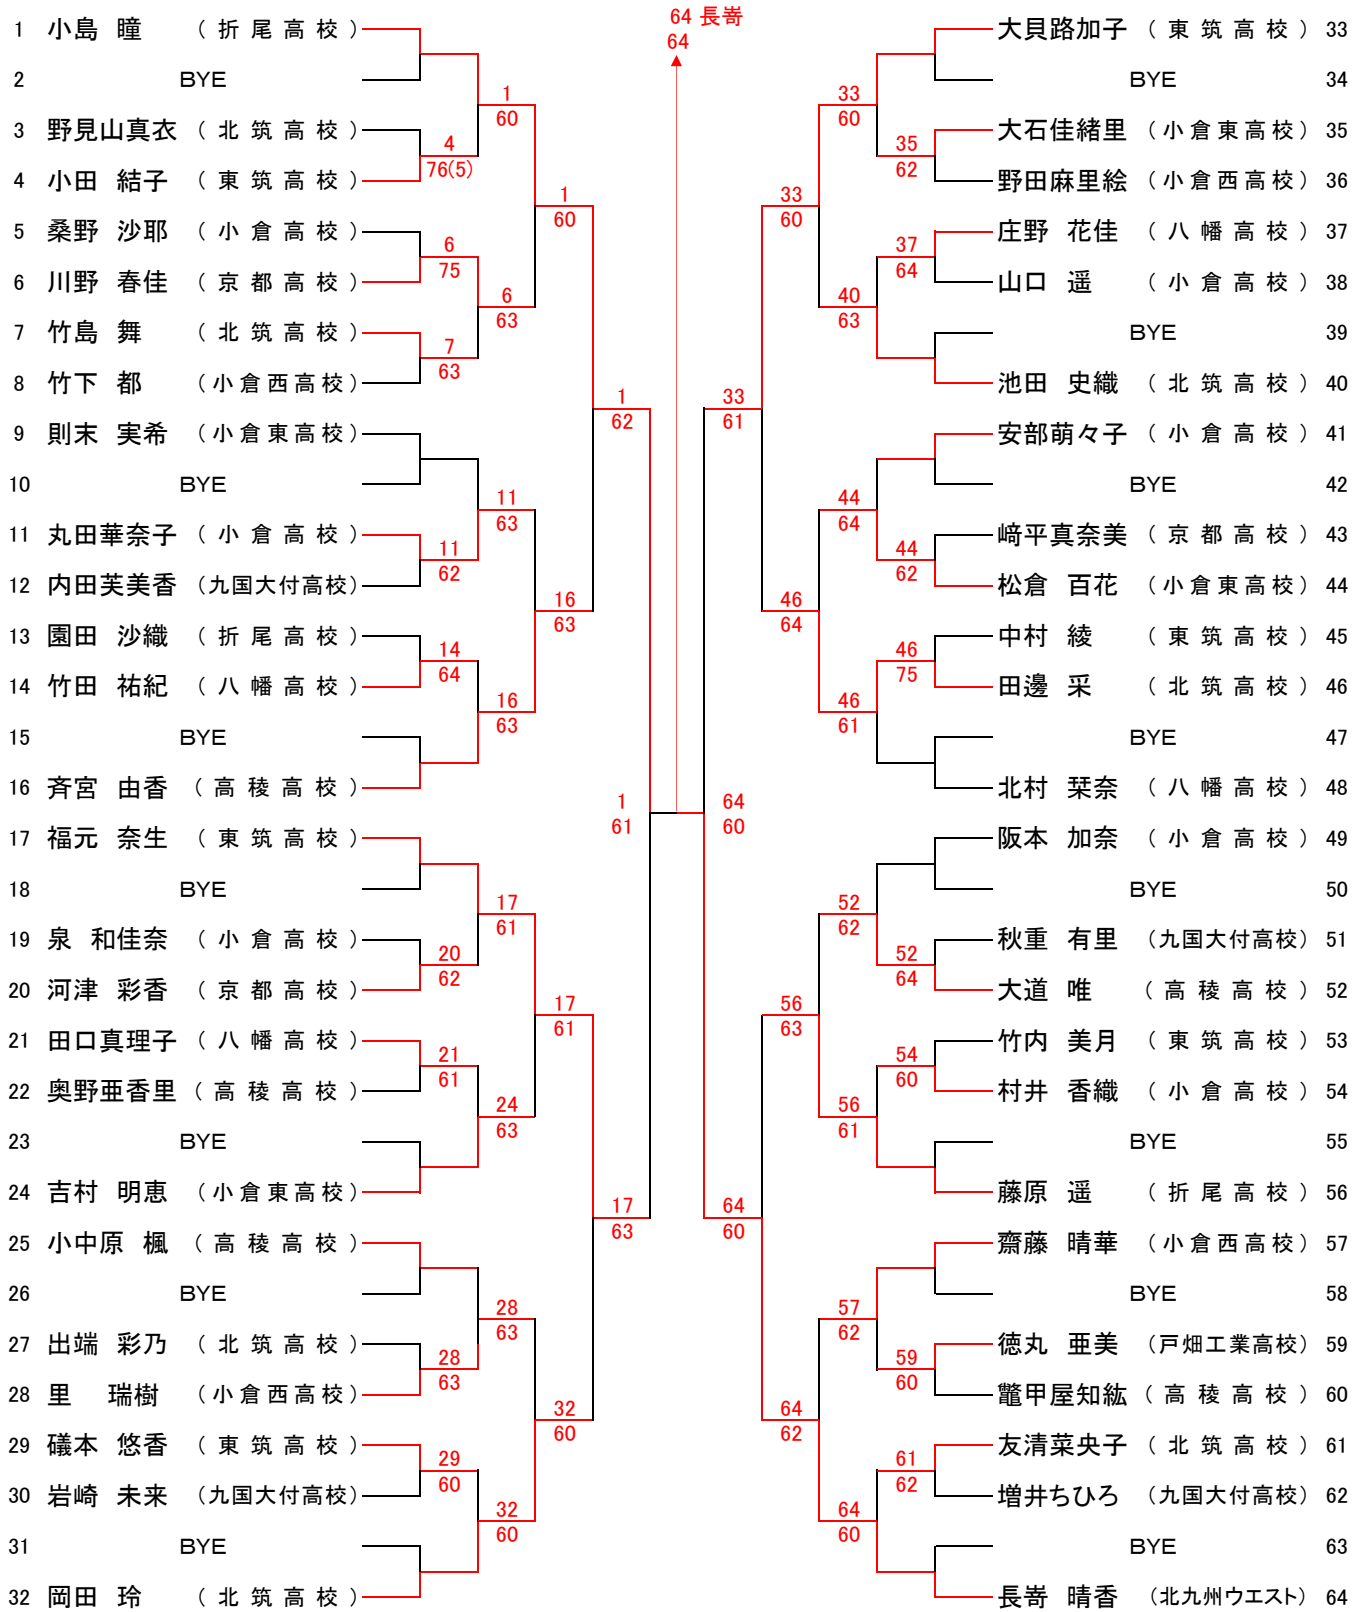 64 長嵜
64
1 小島 瞳 (折尾高校)
2 BYE
3 野見山真衣 (北筑高校)
4 小田 結子 (東筑高校)
5 桑野 沙耶 (小倉高校)
6 川野 春佳 (京都高校)
7 竹島 舞 (北筑高校)
8 竹下 都 (小倉西高校)
9 則末 実希 (小倉東高校)
10 BYE
11 丸田華奈子 (小倉高校)
12 内田芙美香 (九国大付高校)
13 園田 沙織 (折尾高校)
14 竹田 祐紀 (八幡高校)
15 BYE
16 斉宮 由香 (高稜高校)
17 福元 奈生 (東筑高校)
18 BYE
19 泉 和佳奈 (小倉高校)
20 河津 彩香 (京都高校)
21 田口真理子 (八幡高校)
22 奥野亜香里 (高稜高校)
23 BYE
24 吉村 明恵 (小倉東高校)
25 小中原 楓 (高稜高校)
26 BYE
27 出端 彩乃 (北筑高校)
28 里 瑞樹 (小倉西高校)
29 礒本 悠香 (東筑高校)
30 岩崎 未来 (九国大付高校)
31 BYE
32 岡田 玲 (北筑高校)
4
76(5)
6
75
7
63
11
62
14
64
20
62
21
61
28
63
29
60
1
60
6
63
11
63
16
63
17
61
24
63
28
63
32
60
1
60
16
63
17
61
32
60
1
62
17
63
1
61
64
60
33
61
64
60
33
60
46
64
56
63
64
62
33
60
40
63
44
64
46
61
52
62
56
61
57
62
64
60
35
62
37
64
44
62
46
75
52
64
54
60
59
60
61
62
大貝路加子 (東筑高校) 33
BYE 34
大石佳緒里 (小倉東高校) 35
野田麻里絵 (小倉西高校) 36
庄野 花佳 (八幡高校) 37
山口 遥 (小倉高校) 38
BYE 39
池田 史織 (北筑高校) 40
安部萌々子 (小倉高校) 41
BYE 42
﨑平真奈美 (京都高校) 43
松倉 百花 (小倉東高校) 44
中村 綾 (東筑高校) 45
田邊 采 (北筑高校) 46
BYE 47
北村 栞奈 (八幡高校) 48
阪本 加奈 (小倉高校) 49
BYE 50
秋重 有里 (九国大付高校) 51
大道 唯 (高稜高校) 52
竹内 美月 (東筑高校) 53
村井 香織 (小倉高校) 54
BYE 55
藤原 遥 (折尾高校) 56
齋藤 晴華 (小倉西高校) 57
BYE 58
徳丸 亜美 (戸畑工業高校) 59
鼈甲屋知紘 (高稜高校) 60
友清菜央子 (北筑高校) 61
増井ちひろ (九国大付高校) 62
BYE 63
長嵜 晴香 (北九州ウエスト) 64